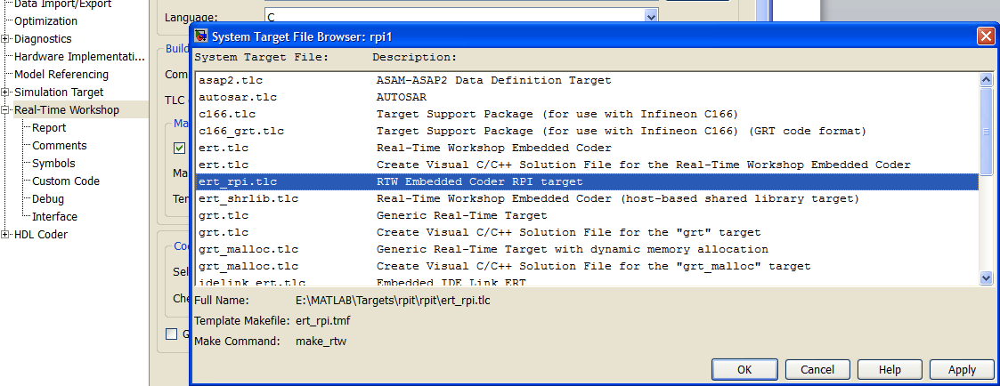 Data Import/Export
Optimization
Diagnostics
Hardware Implementati...
Model Referencing
Simulation Target
Real-Time Workshop
Report
Comments
Symbols
Custom Code
Debug
Interface
HDL Coder
Language: C
Build
Com
TLC
Ma
Ma
Ten
Co
Sel
Che
G
System Target File Browser: rpi1
System Target File: Description:
asap2.tlc ASAM-ASAP2 Data Definition Target
autosar.tlc AUTOSAR
c166.tlc Target Support Package (for use with Infineon C166)
c166_grt.tlc Target Support Package (for use with Infineon C166) (GRT code format)
ert.tlc Real-Time Workshop Embedded Coder
ert.tlc Create Visual C/C++ Solution File for the Real-Time Workshop Embedded Coder
ert_rpi.tlc RTW Embedded Coder RPI target
ert_shrlib.tlc Real-Time Workshop Embedded Coder (host-based shared library target)
grt.tlc Generic Real-Time Target
grt.tlc Create Visual C/C++ Solution File for the "grt" target
grt_malloc.tlc Generic Real-Time Target with dynamic memory allocation
grt_malloc.tlc Create Visual C/C++ Solution File for the "grt_malloc" target
idelink_ert.tlc Embedded IDE Link ERT
Full Name: E:\MATLAB\Targets\rpit\rpit\ert_rpi.tlc
Template Makefile: ert_rpi.tmf
Make Command: make_rtw
OK Cancel Help Apply